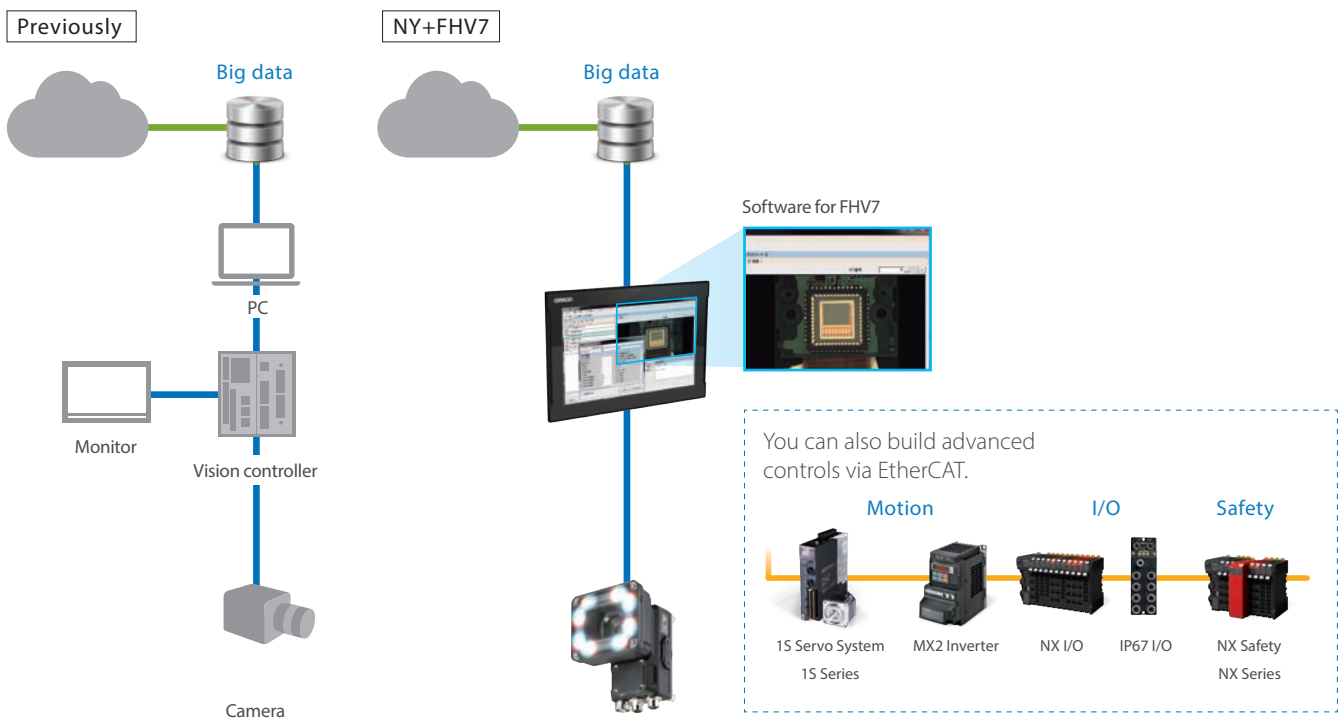 Previously
NY+FHV7
Big data
Big data
PC
Monitor
Vision controller
Camera
Software for FHV7
OMRON
You can also build advanced
controls via EtherCAT.
Motion
I/O
Safety
1S Servo System
1S Series
MX2 Inverter
NX I/O
IP67 I/O
NX Safety
NX Series